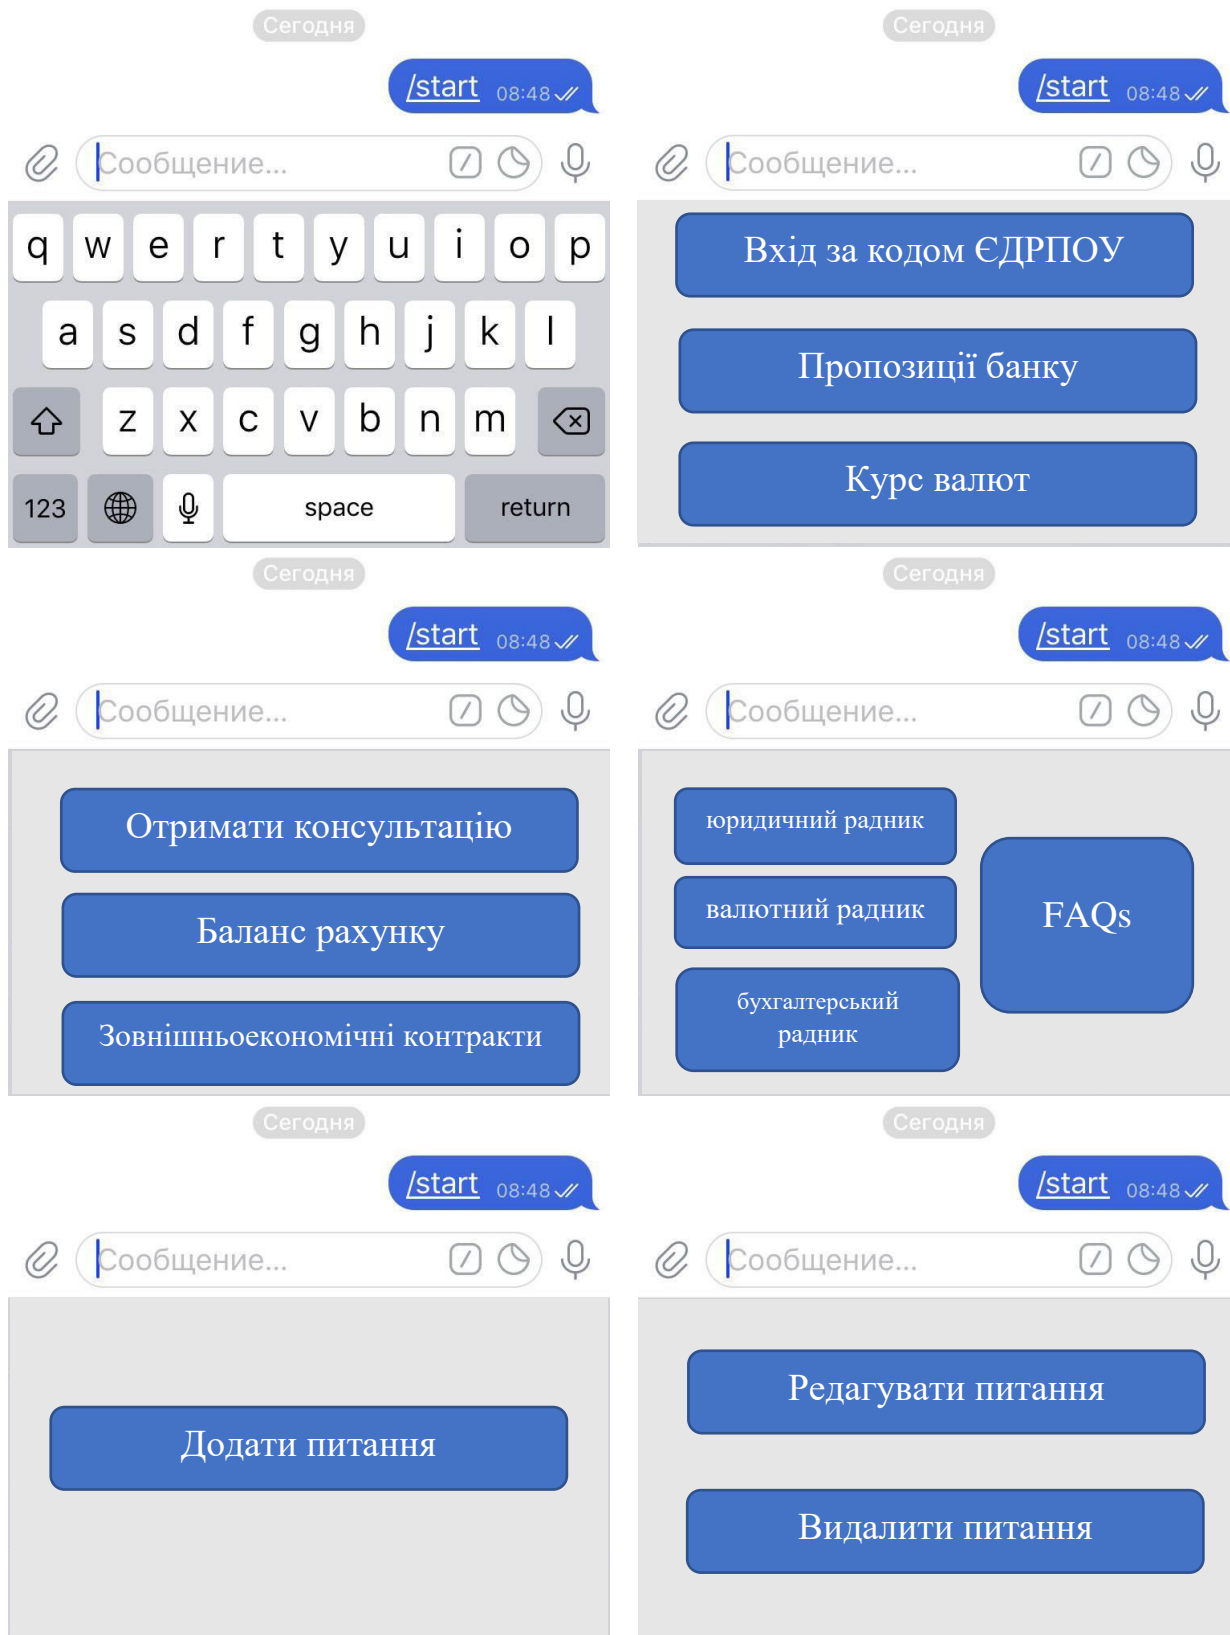 Сегодня
/start 08:48
Сообщение...
q w e r t y u i o p
a s d f g h j k l
z x c v b n m
123 space return
Сегодня
/start 08:48
Сообщение...
Вхід за кодом ЄДРПОУ
Пропозиції банку
Курс валют
Сегодня
/start 08:48
Сообщение...
Отримати консультацію
Баланс рахунку
Зовнішньоекономічні контракти
Сегодня
/start 08:48
Сообщение...
юридичний радник
валютний радник
бухгалтерський
радник
FAQs
Сегодня
/start 08:48
Сообщение...
Додати питання
Сегодня
/start 08:48
Сообщение...
Редагувати питання
Видалити питання